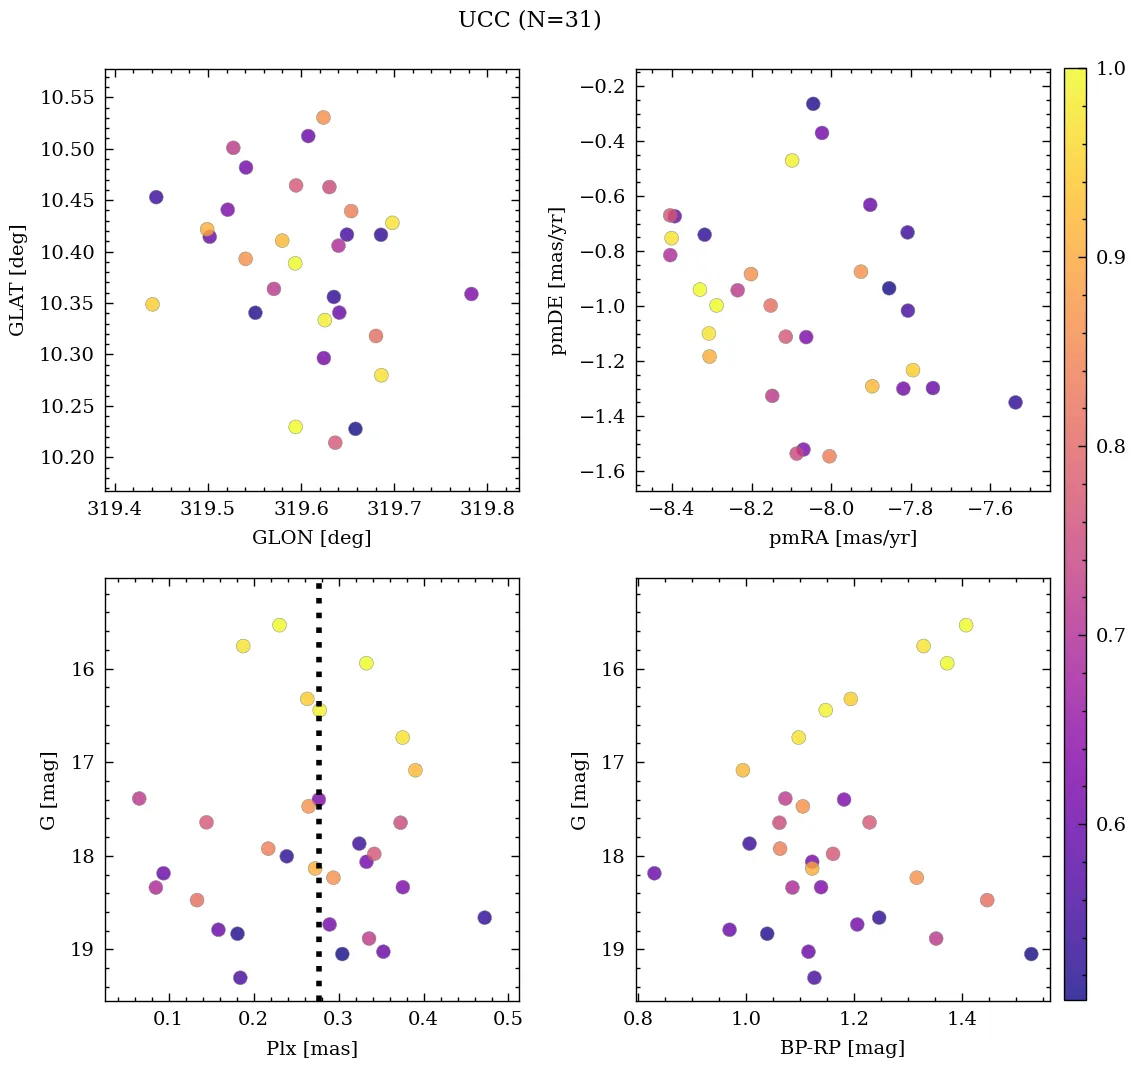 UCC (N=31)
10.55
10.50
10.45
10.40
10.35
10.30
10.25
10.20
GLAT [deg]
319.4 319.5 319.6 319.7 319.8
GLON [deg]
−0.2
−0.4
−0.6
−0.8
−1.0
−1.2
−1.4
−1.6
pmDE [mas/yr]
−8.4 −8.2 −8.0 −7.8 −7.6
pmRA [mas/yr]
1.0
0.9
0.8
0.7
0.6
16
17
18
19
G [mag]
0.1 0.2 0.3 0.4 0.5
Plx [mas]
16
17
18
19
G [mag]
0.8 1.0 1.2 1.4
BP-RP [mag]